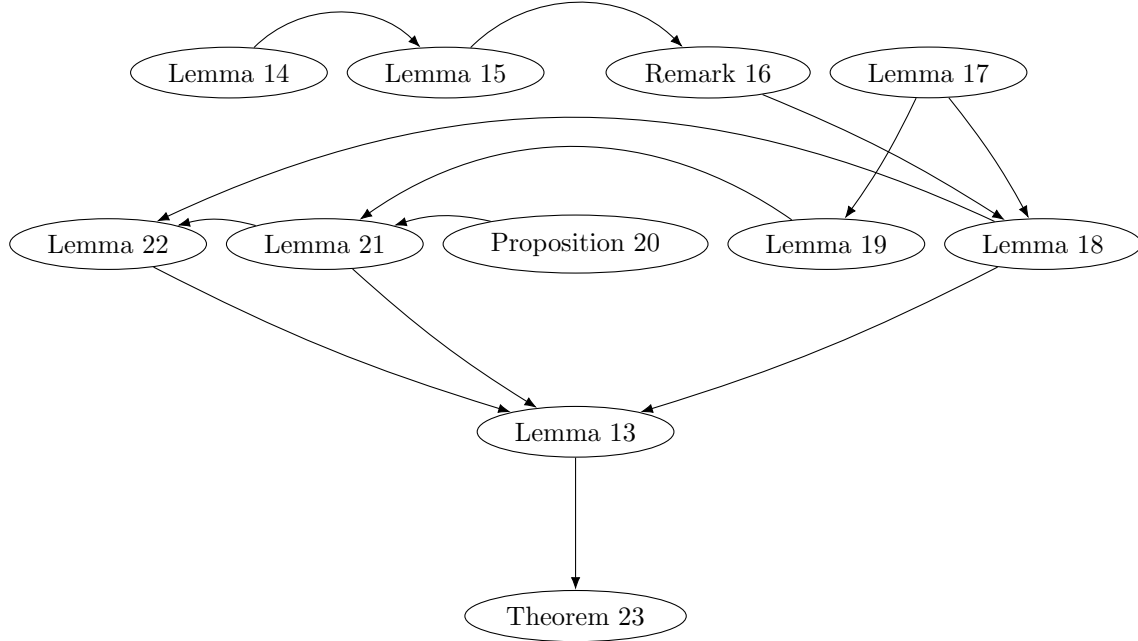 Lemma 14
Lemma 15
Remark 16
Lemma 17
Lemma 22
Lemma 21
Proposition 20
Lemma 19
Lemma 18
Lemma 13
Theorem 23